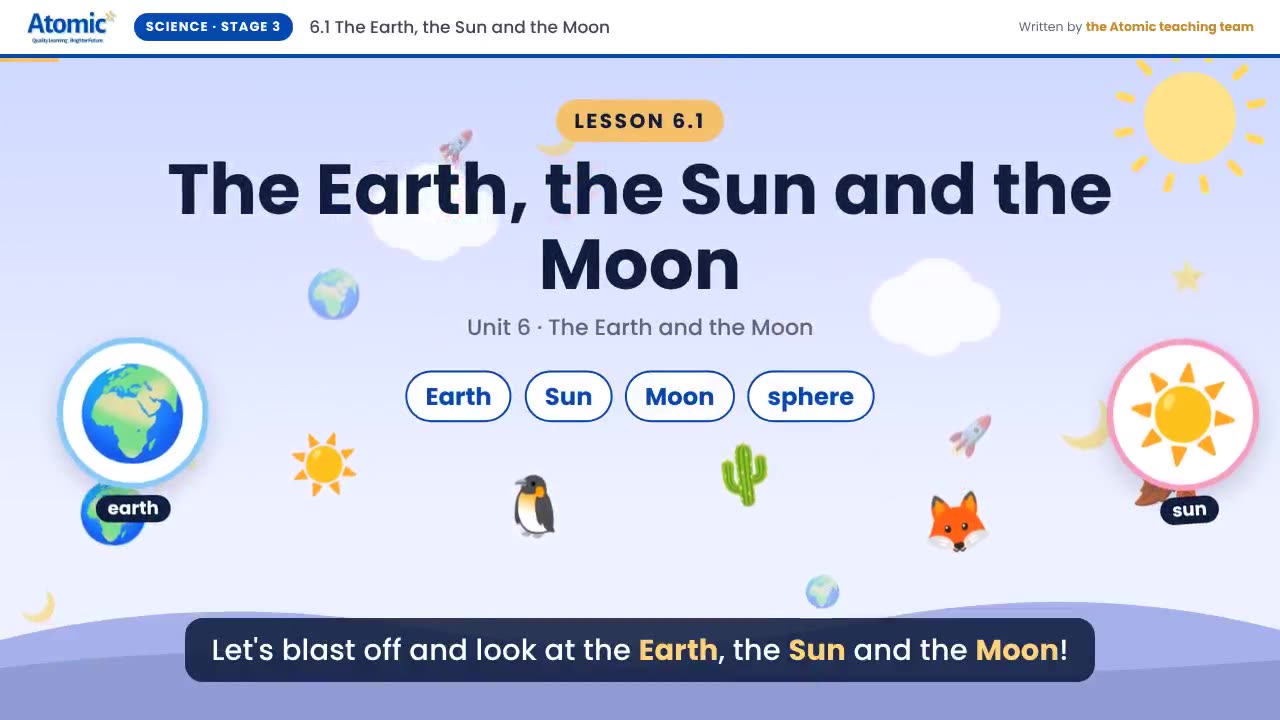 Atomic
Quality Learning · Brighter Future
SCIENCE · STAGE 3
6.1 The Earth, the Sun and the Moon
Written by the Atomic teaching team
LESSON 6.1
The Earth, the Sun and the
Moon
Unit 6 · The Earth and the Moon
Earth
Sun
Moon
sphere
earth
sun
Let's blast off and look at the Earth, the Sun and the Moon!